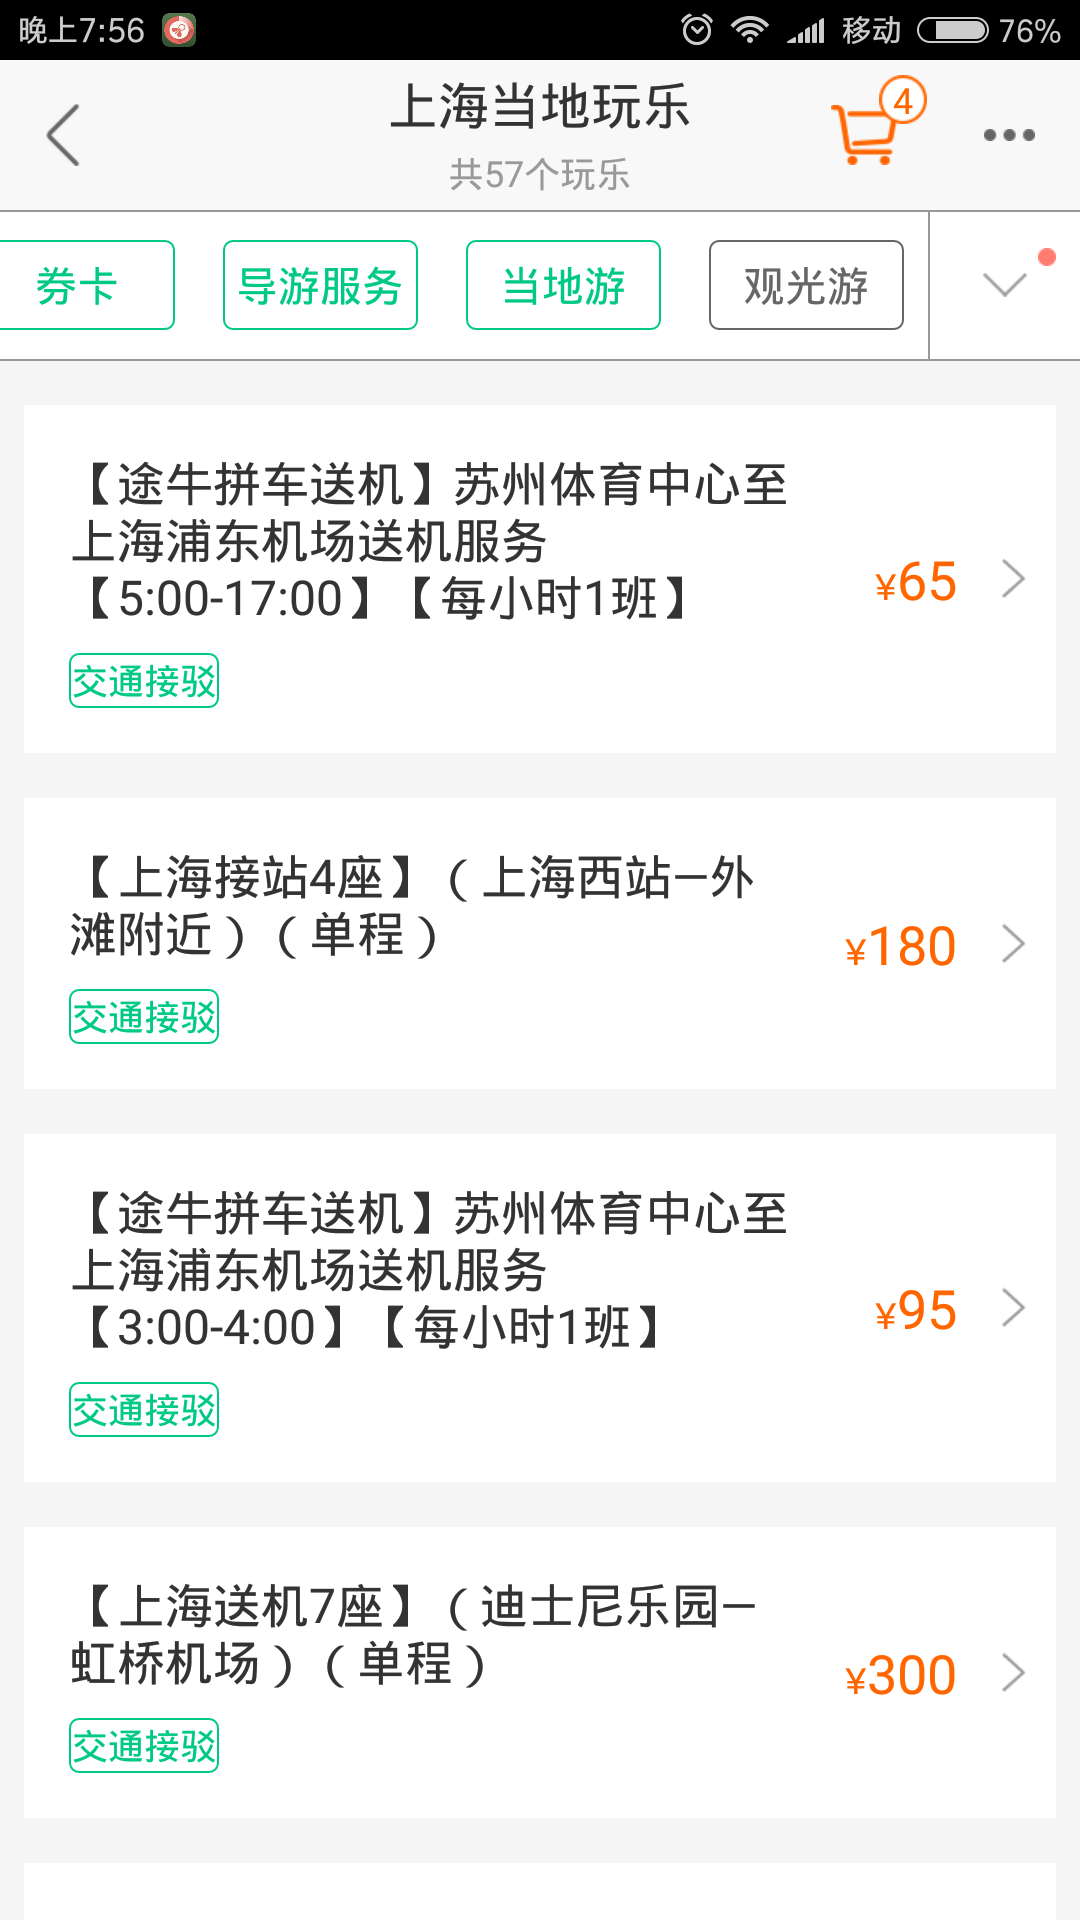 晚上7:56 移动 76%
上海当地玩乐 4
共57个玩乐
券卡 导游服务 当地游 观光游
【途牛拼车送机】苏州体育中心至
上海浦东机场送机服务
【5:00-17:00】【每小时1班】
¥65
交通接驳
【上海接站4座】（上海西站—外
滩附近）（单程）
¥180
交通接驳
【途牛拼车送机】苏州体育中心至
上海浦东机场送机服务
【3:00-4:00】【每小时1班】
¥95
交通接驳
【上海送机7座】（迪士尼乐园—
虹桥机场）（单程）
¥300
交通接驳